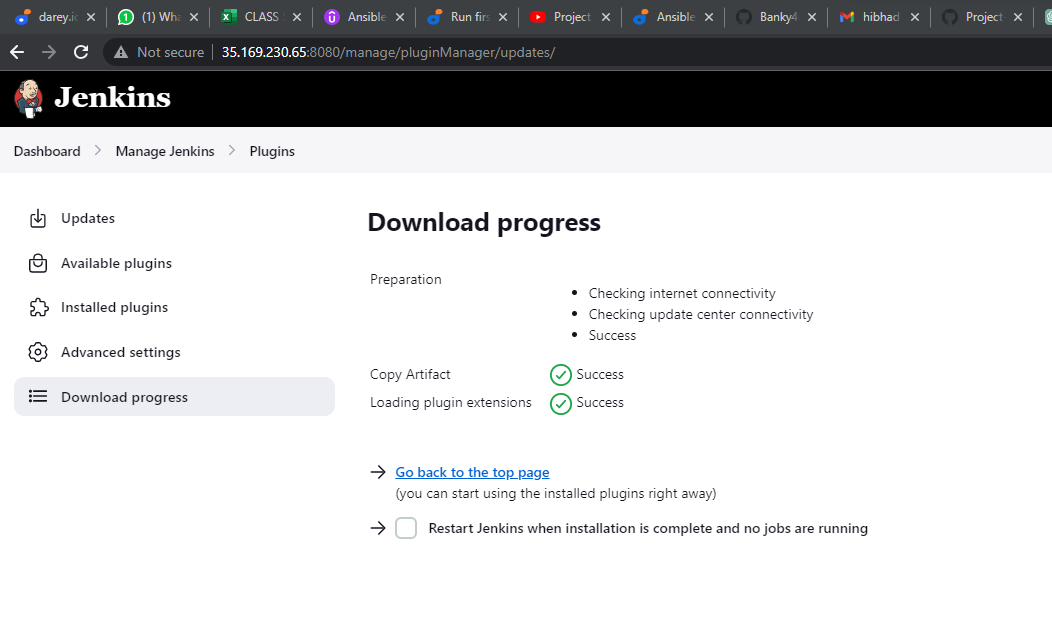 darey.io
(1) Wha
CLASS
Ansible
Run firs
Project
Ansible
Banky4
hibhad
Project
Not secure 35.169.230.65:8080/manage/pluginManager/updates/
Jenkins
Dashboard > Manage Jenkins > Plugins
Updates
Available plugins
Installed plugins
Advanced settings
Download progress
Download progress
Preparation
• Checking internet connectivity
• Checking update center connectivity
• Success
Copy Artifact Success
Loading plugin extensions Success
→ Go back to the top page
(you can start using the installed plugins right away)
→ Restart Jenkins when installation is complete and no jobs are running